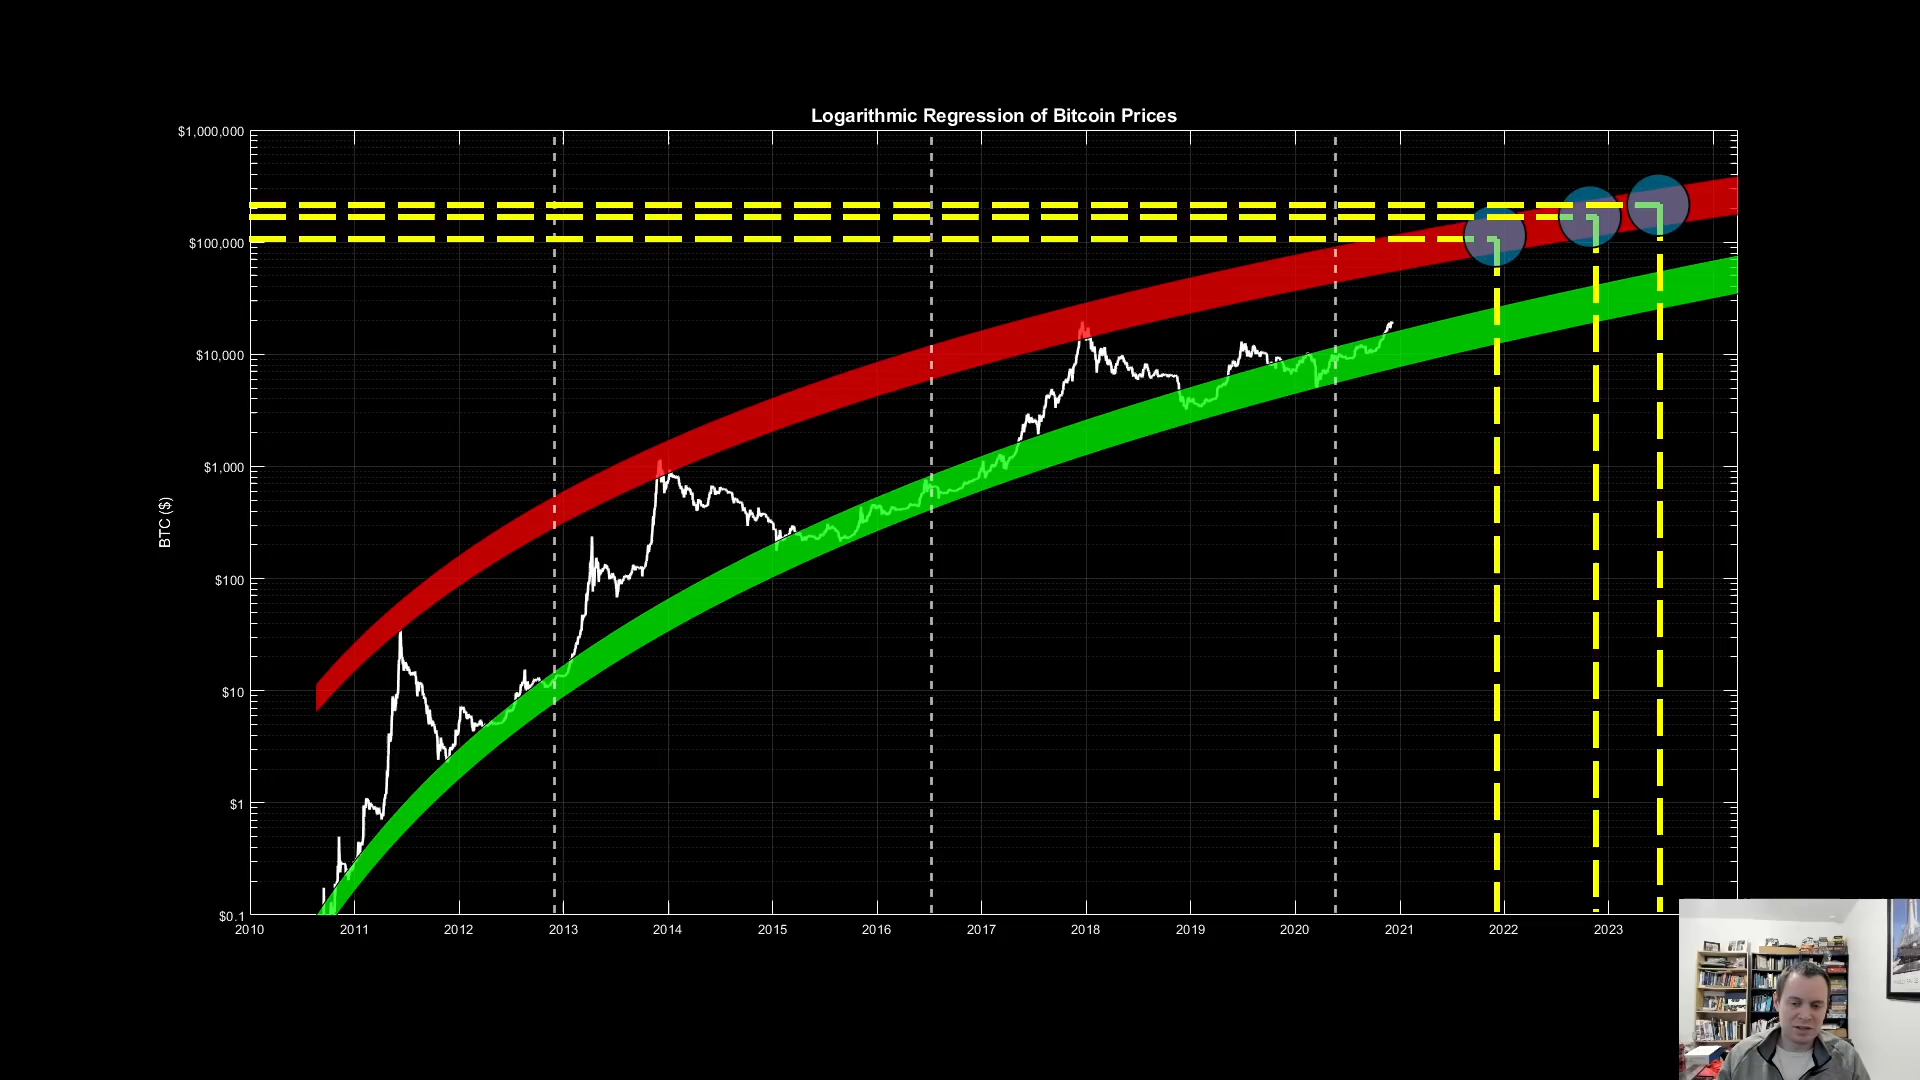 Logarithmic Regression of Bitcoin Prices
$1,000,000
$100,000
$10,000
$1,000
$100
$10
$1
$0.1
BTC ($)
2010 2011 2012 2013 2014 2015 2016 2017 2018 2019 2020 2021 2022 2023